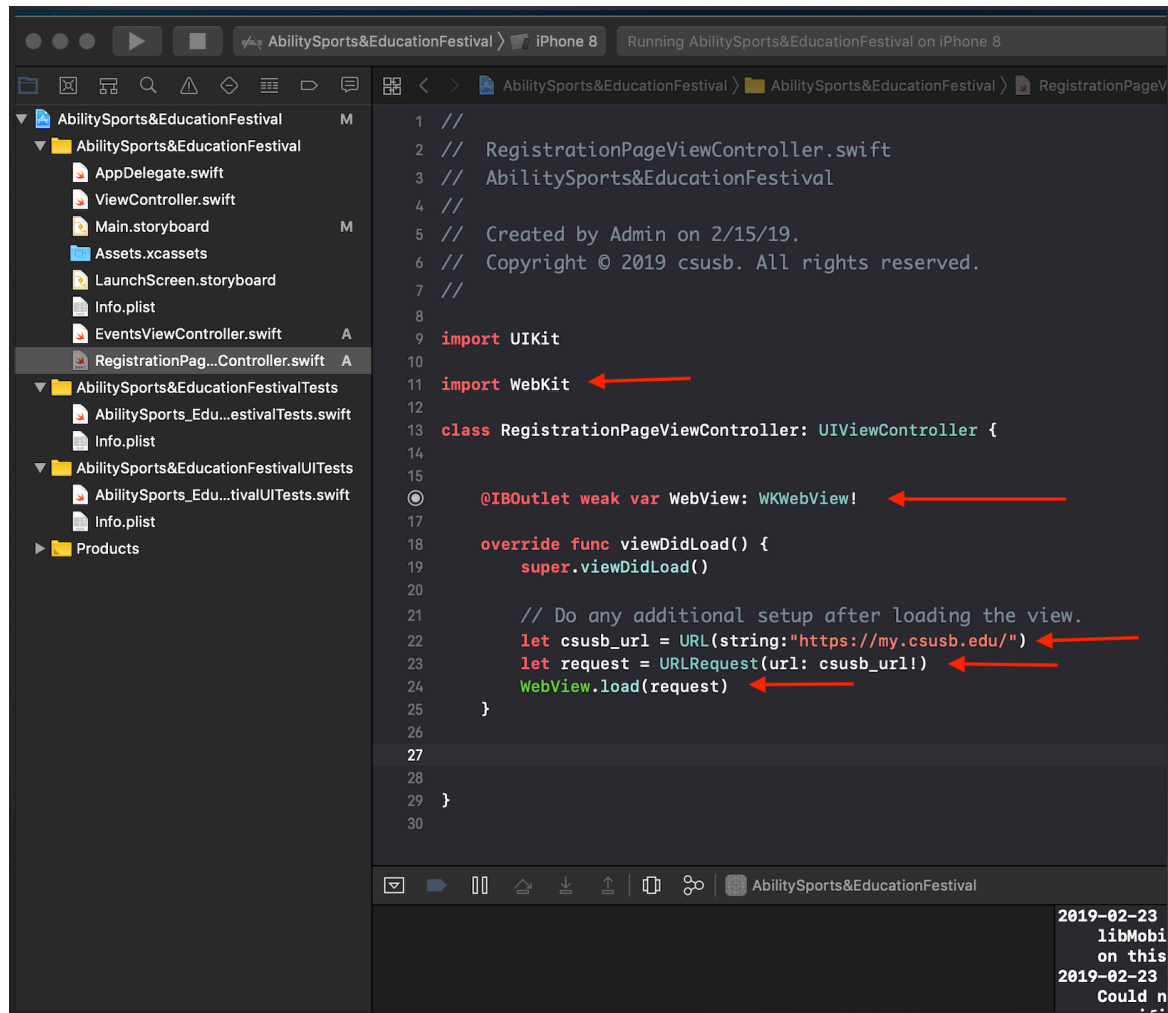 AbilitySports&EducationFestival iPhone 8 Running AbilitySports&EducationFestival on iPhone 8
AbilitySports&EducationFestival AbilitySports&EducationFestival RegistrationPageV
AbilitySports&EducationFestival M
AbilitySports&EducationFestival
AppDelegate.swift
ViewController.swift
Main.storyboard M
Assets.xcassets
LaunchScreen.storyboard
Info.plist
EventsViewController.swift A
RegistrationPag...Controller.swift A
AbilitySports&EducationFestivalTests
AbilitySports_Edu...estivalTests.swift
Info.plist
AbilitySports&EducationFestivalUITests
AbilitySports_Edu...tivalUITests.swift
Info.plist
Products
1 //
2 // RegistrationPageViewController.swift
3 // AbilitySports&EducationFestival
4 //
5 // Created by Admin on 2/15/19.
6 // Copyright © 2019 csusb. All rights reserved.
7 //
8
9 import UIKit
10
11 import WebKit
12
13 class RegistrationPageViewController: UIViewController {
14
15
@IBOutlet weak var WebView: WKWebView!
17
18 override func viewDidLoad() {
19 super.viewDidLoad()
20
21 // Do any additional setup after loading the view.
22 let csusb_url = URL(string:"https://my.csusb.edu/")
23 let request = URLRequest(url: csusb_url!)
24 WebView.load(request)
25 }
26
27
28
29 }
30
AbilitySports&EducationFestival
2019-02-23
libMobi
on this
2019-02-23
Could n